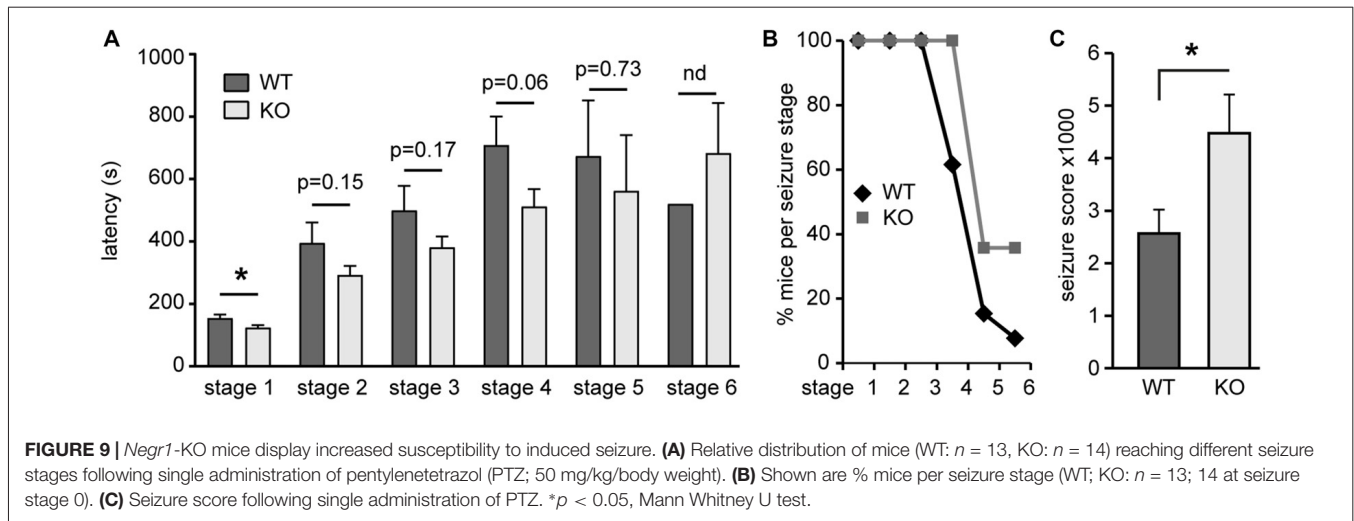 A
1000
800
600
400
200
0
latency (s)
WT
KO
*
p=0.15
p=0.17
p=0.06
p=0.73
nd
stage 1
stage 2
stage 3
stage 4
stage 5
stage 6
B
100
80
60
40
20
0
% mice per seizure stage
WT
KO
stage 1 2 3 4 5 6
C
6
5
4
3
2
1
0
seizure score x1000
*
WT
KO
FIGURE 9 | Negr1-KO mice display increased susceptibility to induced seizure. (A) Relative distribution of mice (WT: n = 13, KO: n = 14) reaching different seizure
stages following single administration of pentylenetetrazol (PTZ; 50 mg/kg/body weight). (B) Shown are % mice per seizure stage (WT; KO: n = 13; 14 at seizure
stage 0). (C) Seizure score following single administration of PTZ. *p < 0.05, Mann Whitney U test.